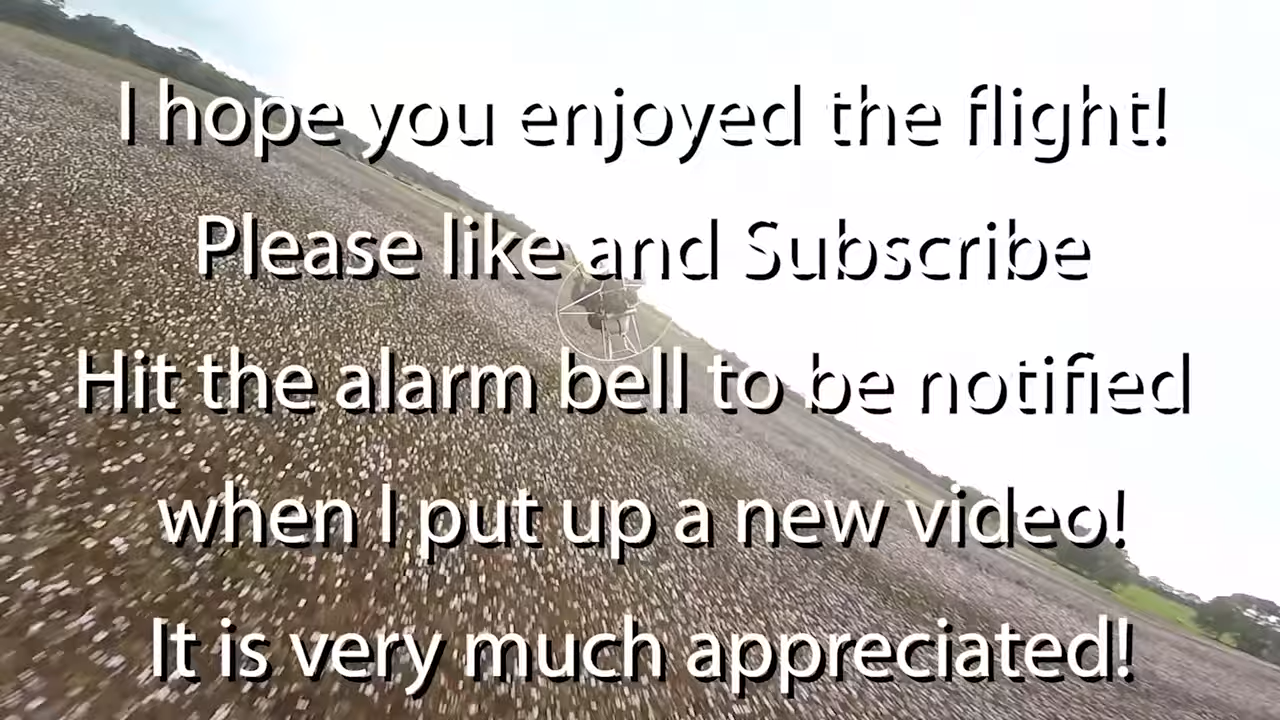 I hope you enjoyed the flight!
Please like and Subscribe
Hit the alarm bell to be notified
when I put up a new video!
It is very much appreciated!